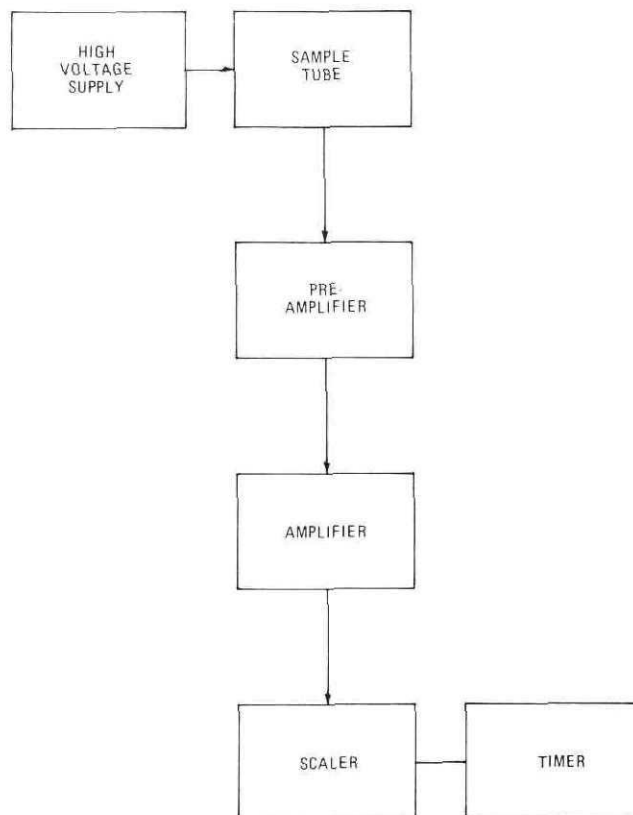 HIGH
VOLTAGE
SUPPLY
SAMPLE
TUBE
PRE-
AMPLIFIER
AMPLIFIER
SCALER
TIMER